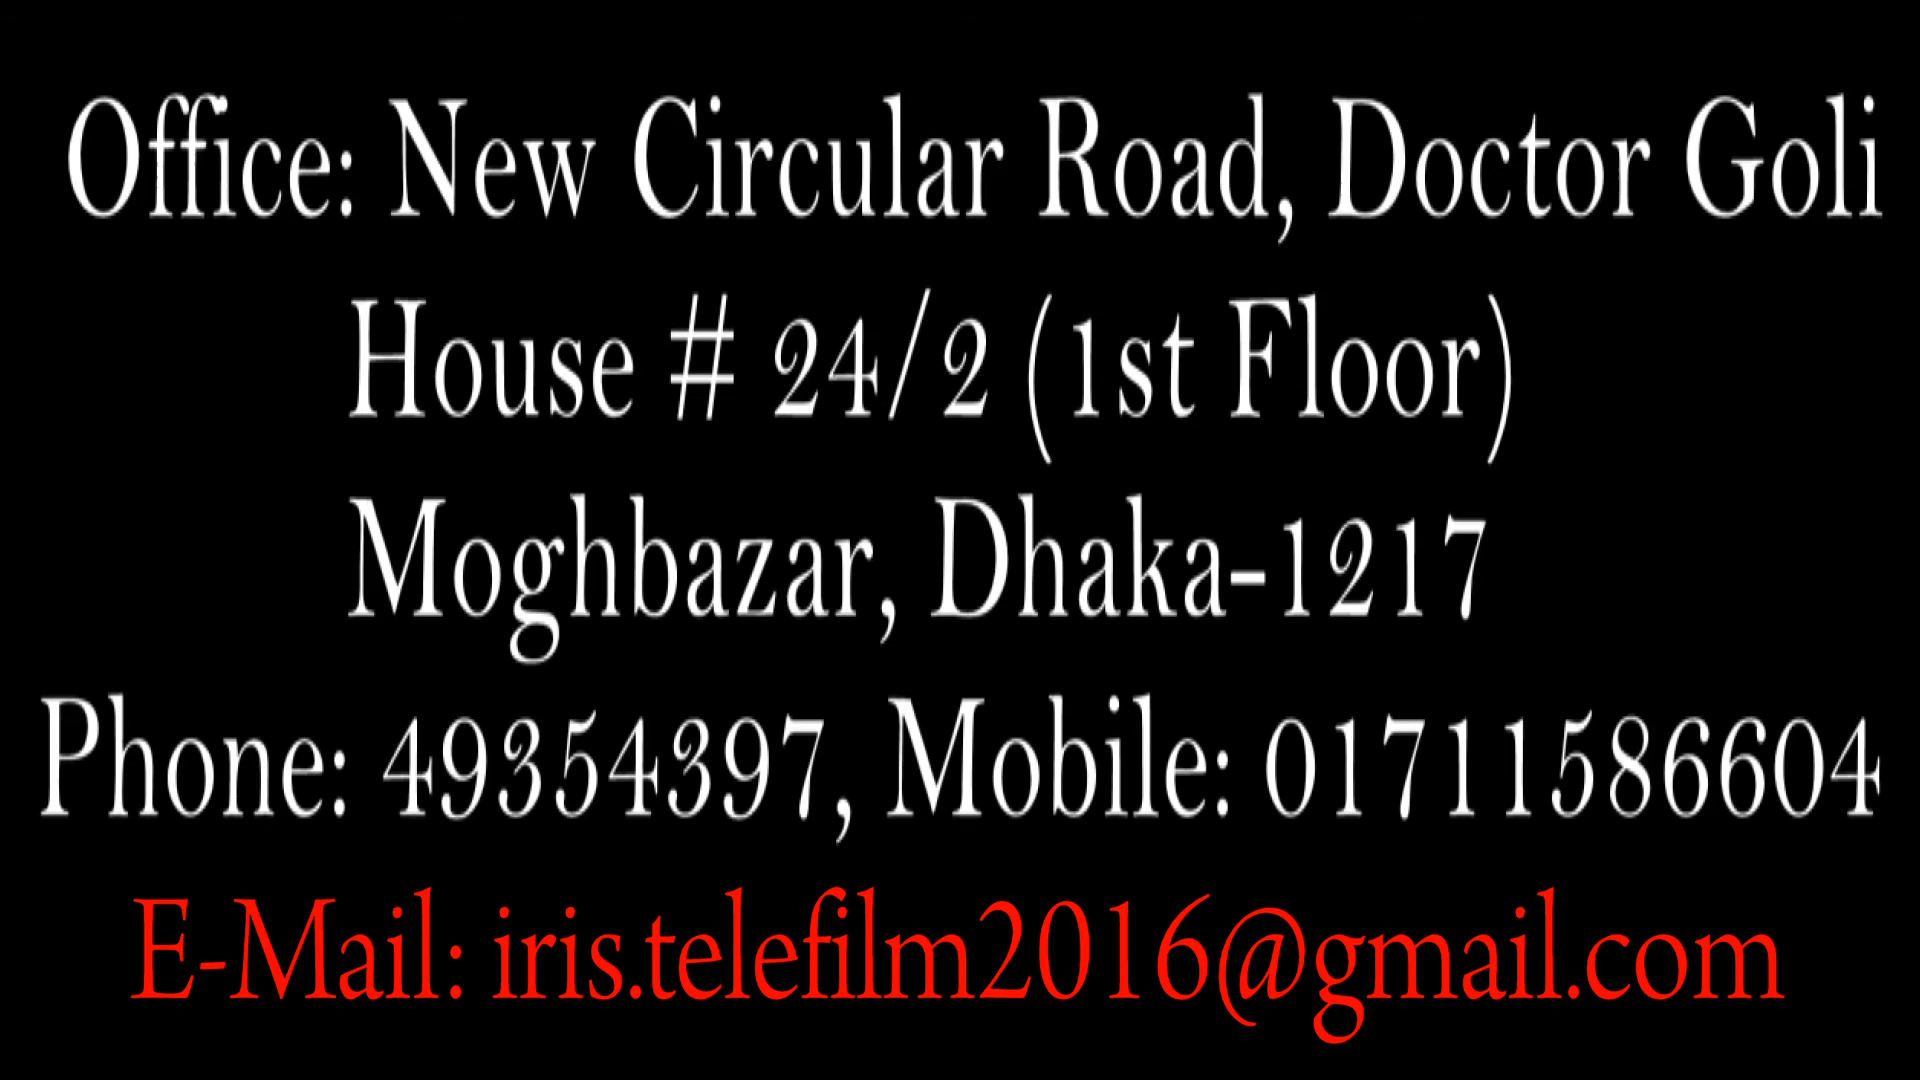 Office: New Circular Road, Doctor Goli
House # 24/2 (1st Floor)
Moghbazar, Dhaka-1217
Phone: 49354397, Mobile: 01711586604
E-Mail: iris.telefilm2016@gmail.com